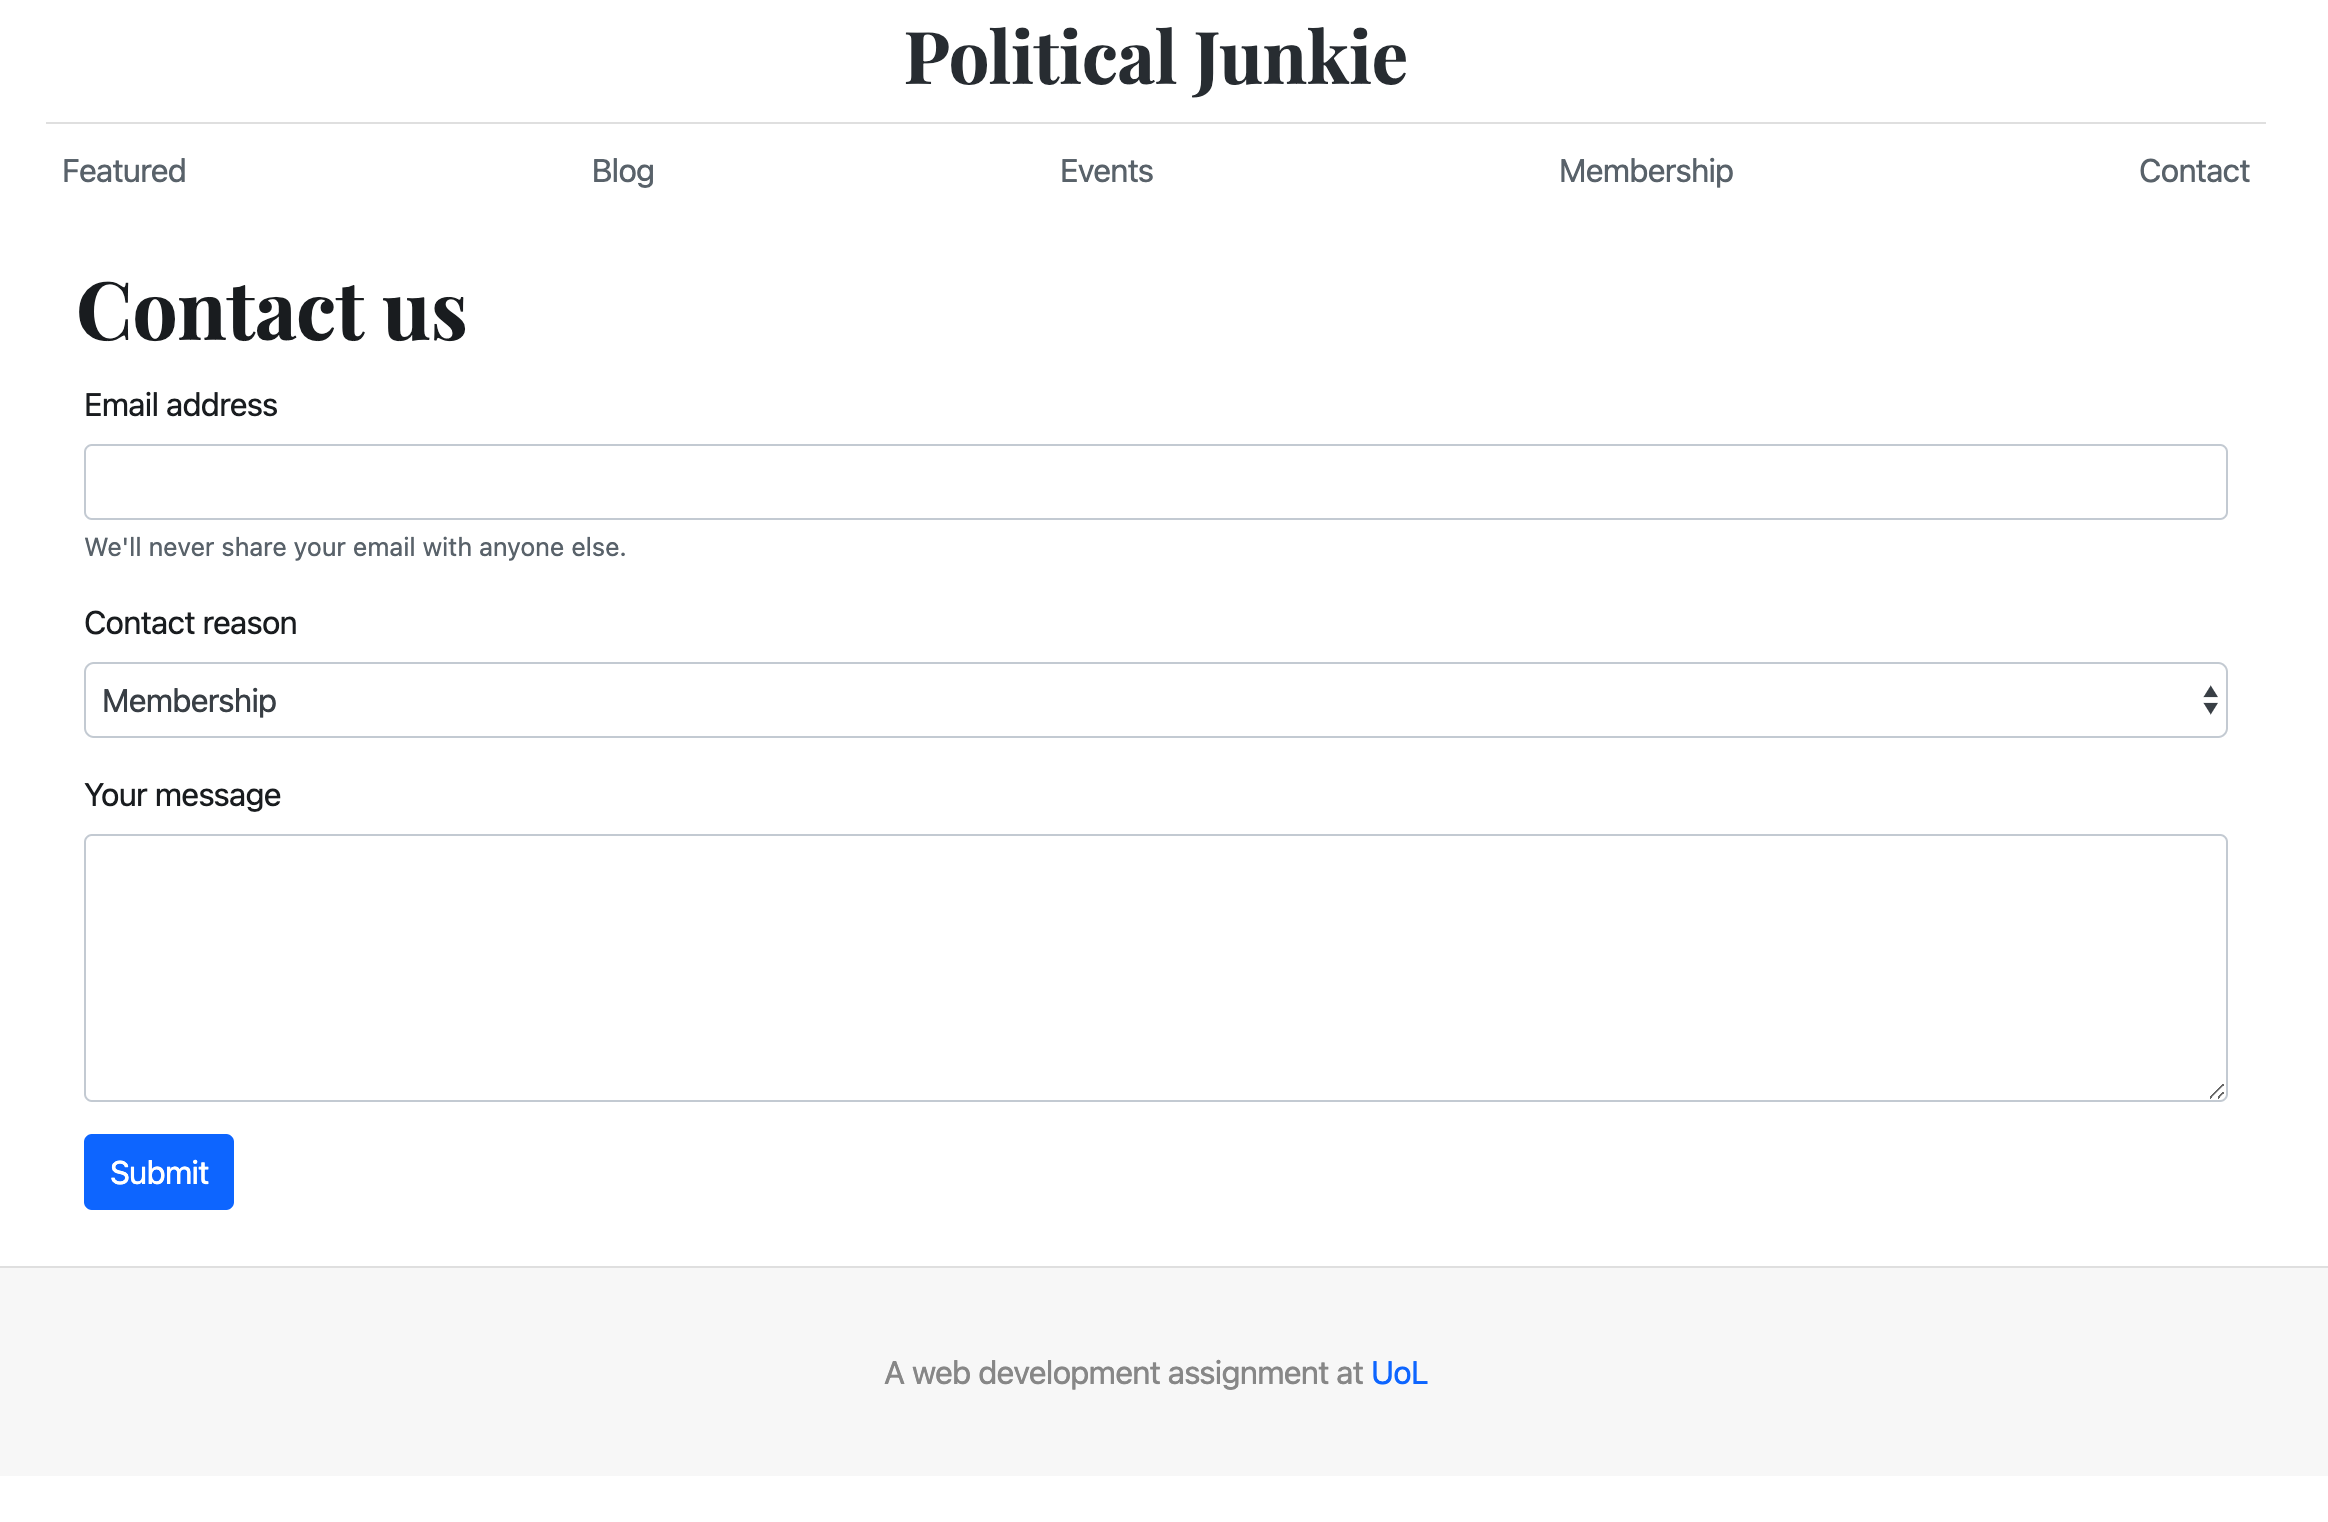 Political Junkie
Featured Blog Events Membership Contact
Contact us
Email address
We'll never share your email with anyone else.
Contact reason
Membership
Your message
Submit
A web development assignment at UoL